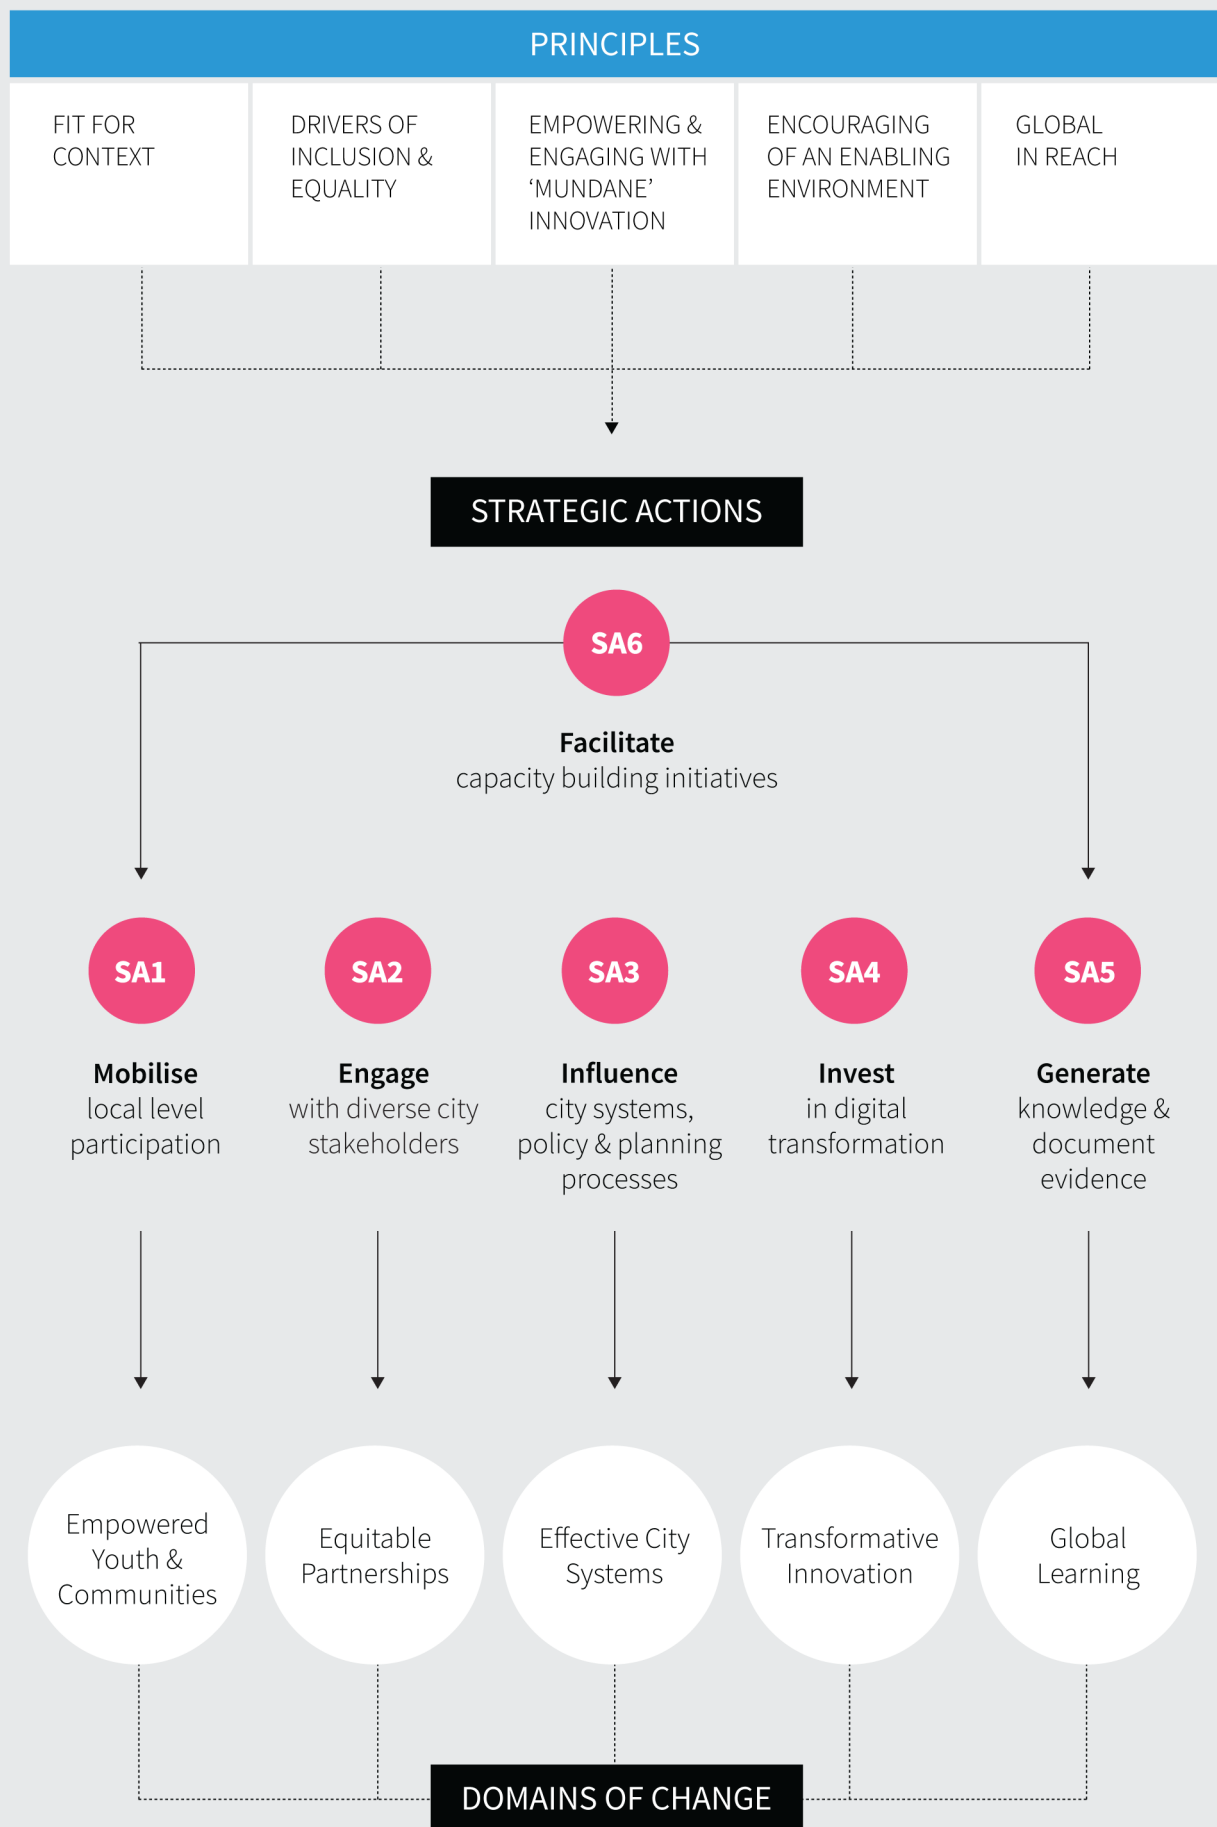 PRINCIPLES
FIT FOR
CONTEXT
DRIVERS OF
INCLUSION &
EQUALITY
EMPOWERING &
ENGAGING WITH
‘MUNDANE’
INNOVATION
ENCOURAGING
OF AN ENABLING
ENVIRONMENT
GLOBAL
IN REACH
STRATEGIC ACTIONS
SA6
Facilitate
capacity building initiatives
SA1
Mobilise
local level
participation
SA2
Engage
with diverse city
stakeholders
SA3
Influence
city systems,
policy & planning
processes
SA4
Invest
in digital
transformation
SA5
Generate
knowledge &
document
evidence
Empowered
Youth &
Communities
Equitable
Partnerships
Effective City
Systems
Transformative
Innovation
Global
Learning
DOMAINS OF CHANGE